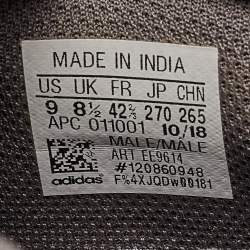 MADE IN INDIA
US UK FR JP CHN
9 8½ 42⅔ 270 265
APC 011001 10/18
MALE/MALE
ART EE9614
#120860948
adidas F%4XJQDW00181